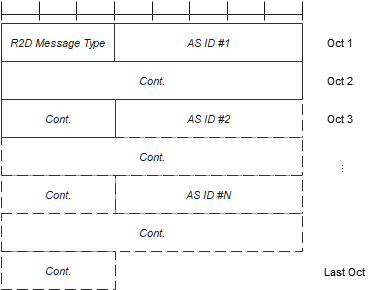 R2D Message Type AS ID #1 Oct 1
Cont. Oct 2
Cont. AS ID #2 Oct 3
Cont.
⋮
Cont. AS ID #N
Cont.
Cont. Last Oct